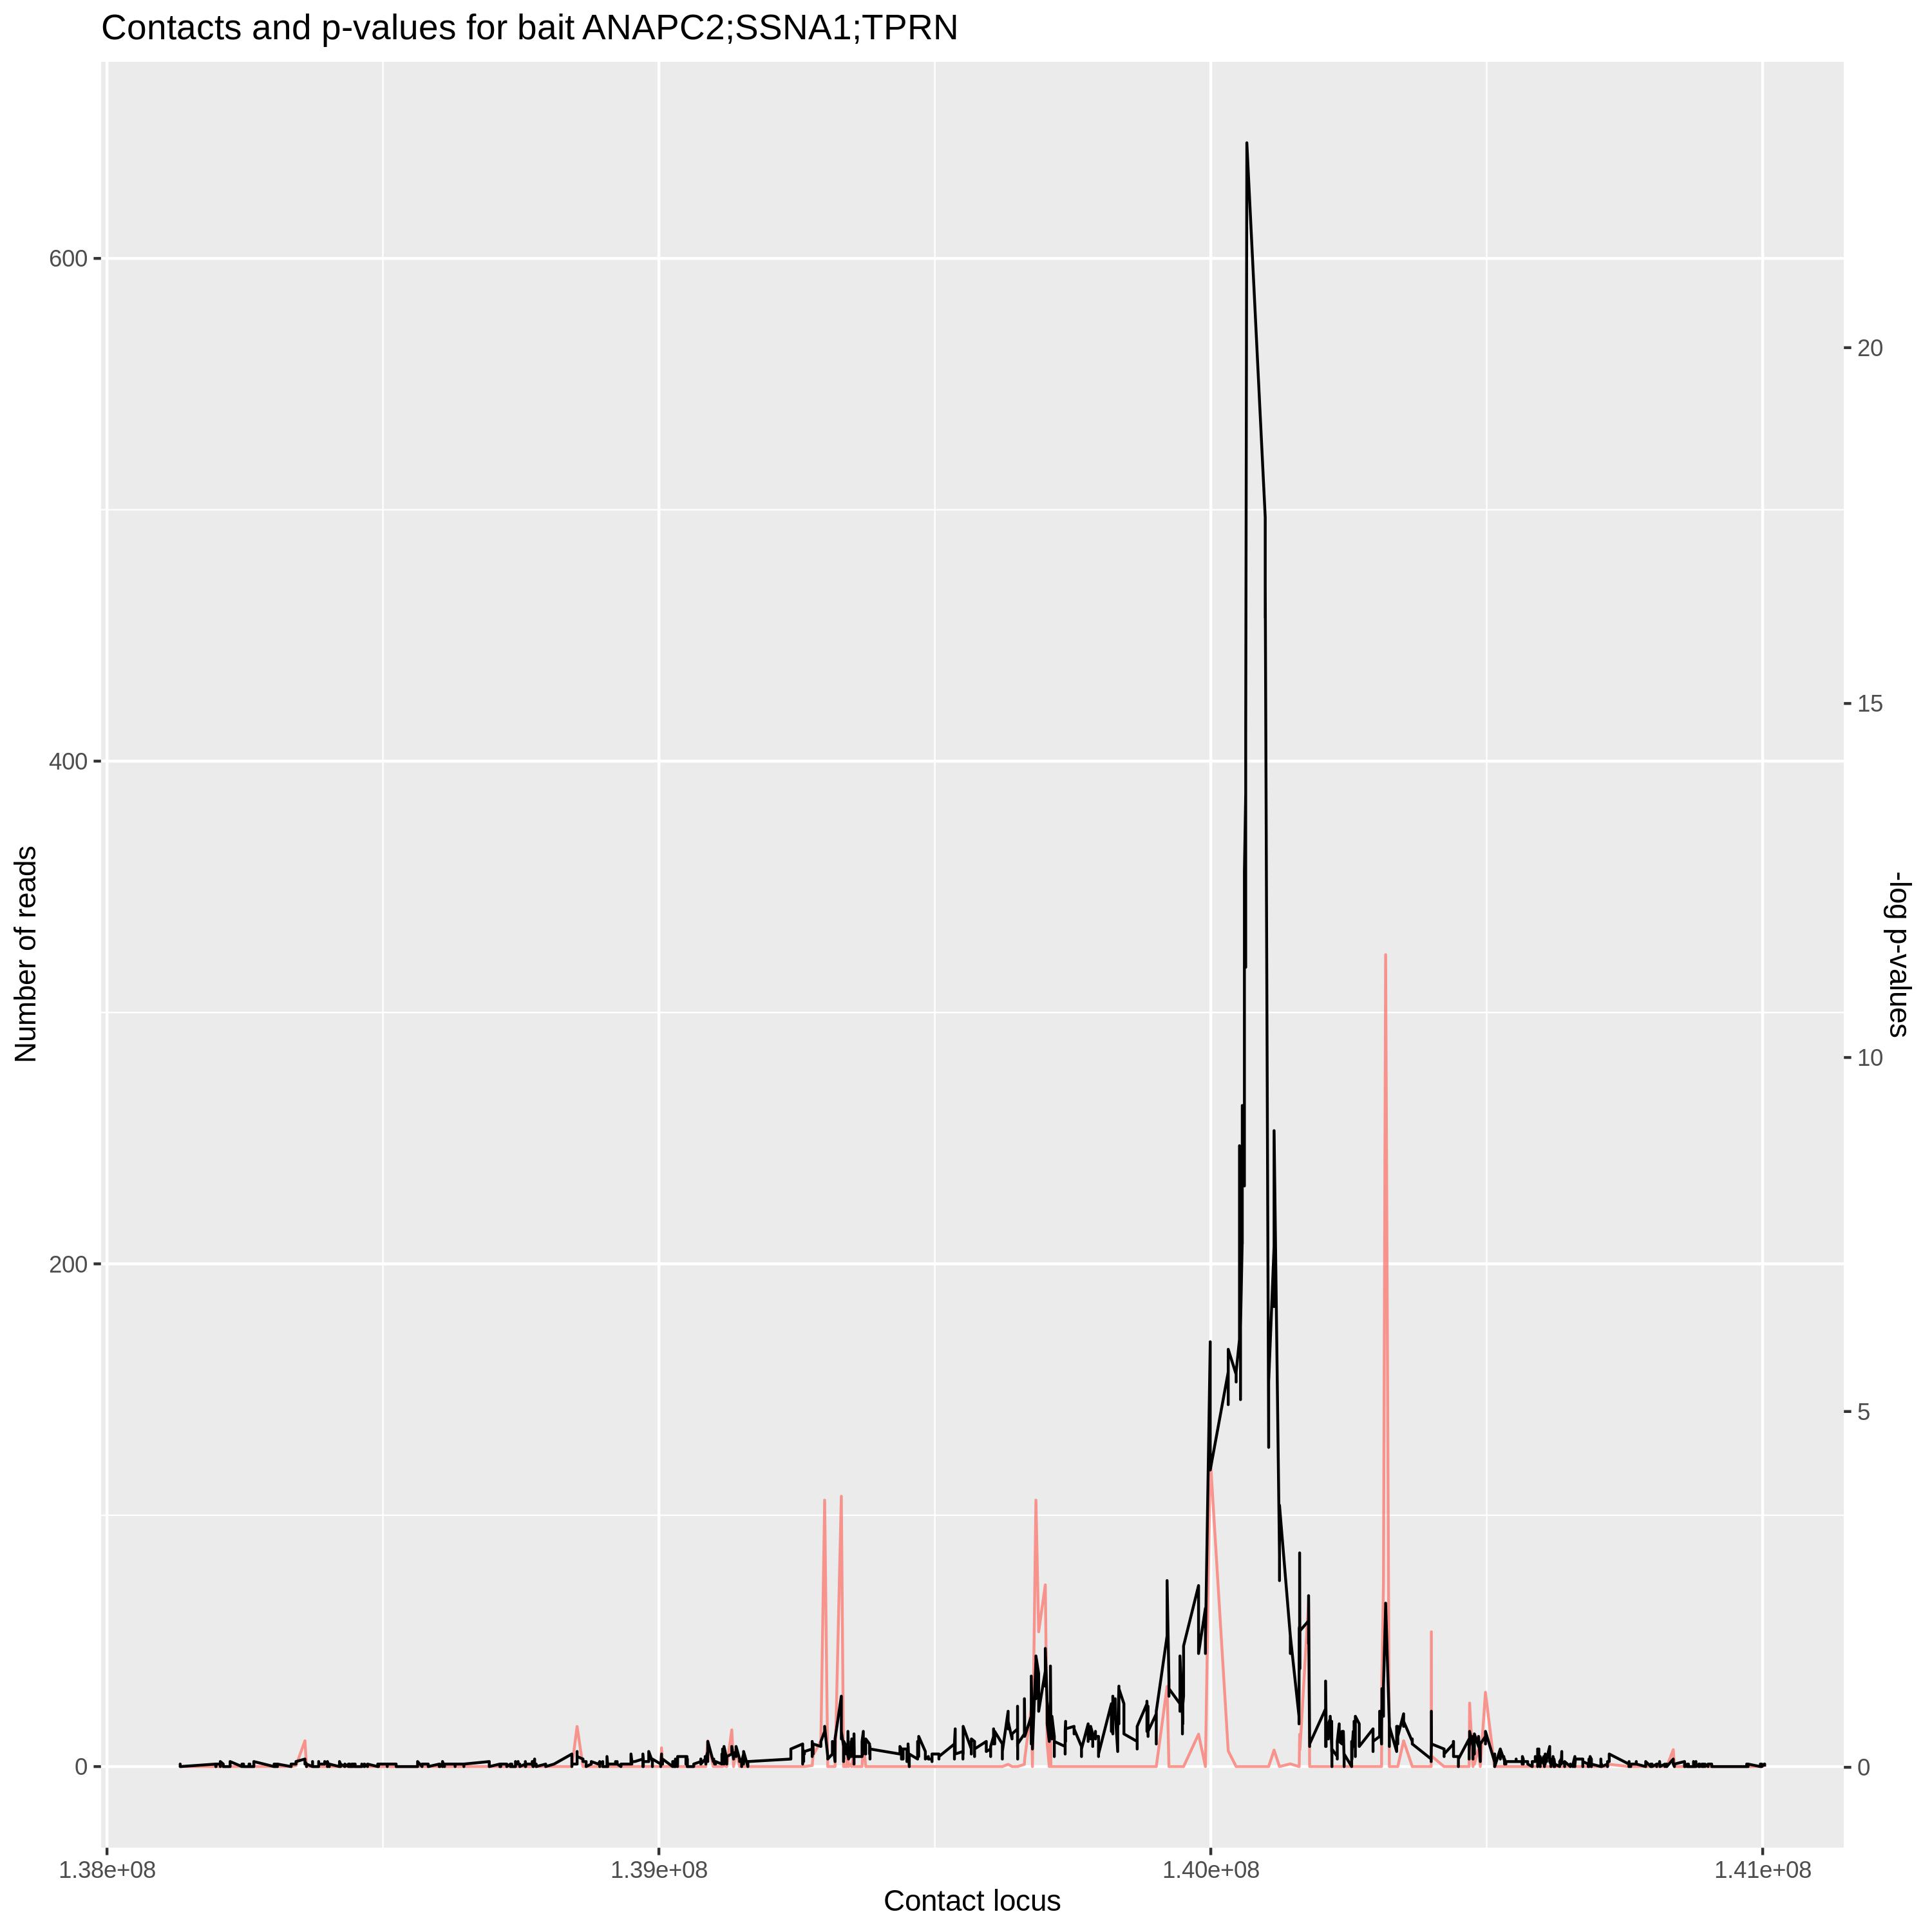 Contacts and p-values for bait ANAPC2;SSNA1;TPRN
600
400
200
0
Number of reads
20
15
10
5
0
-log p-values
1.38e+08
1.39e+08
1.40e+08
1.41e+08
Contact locus